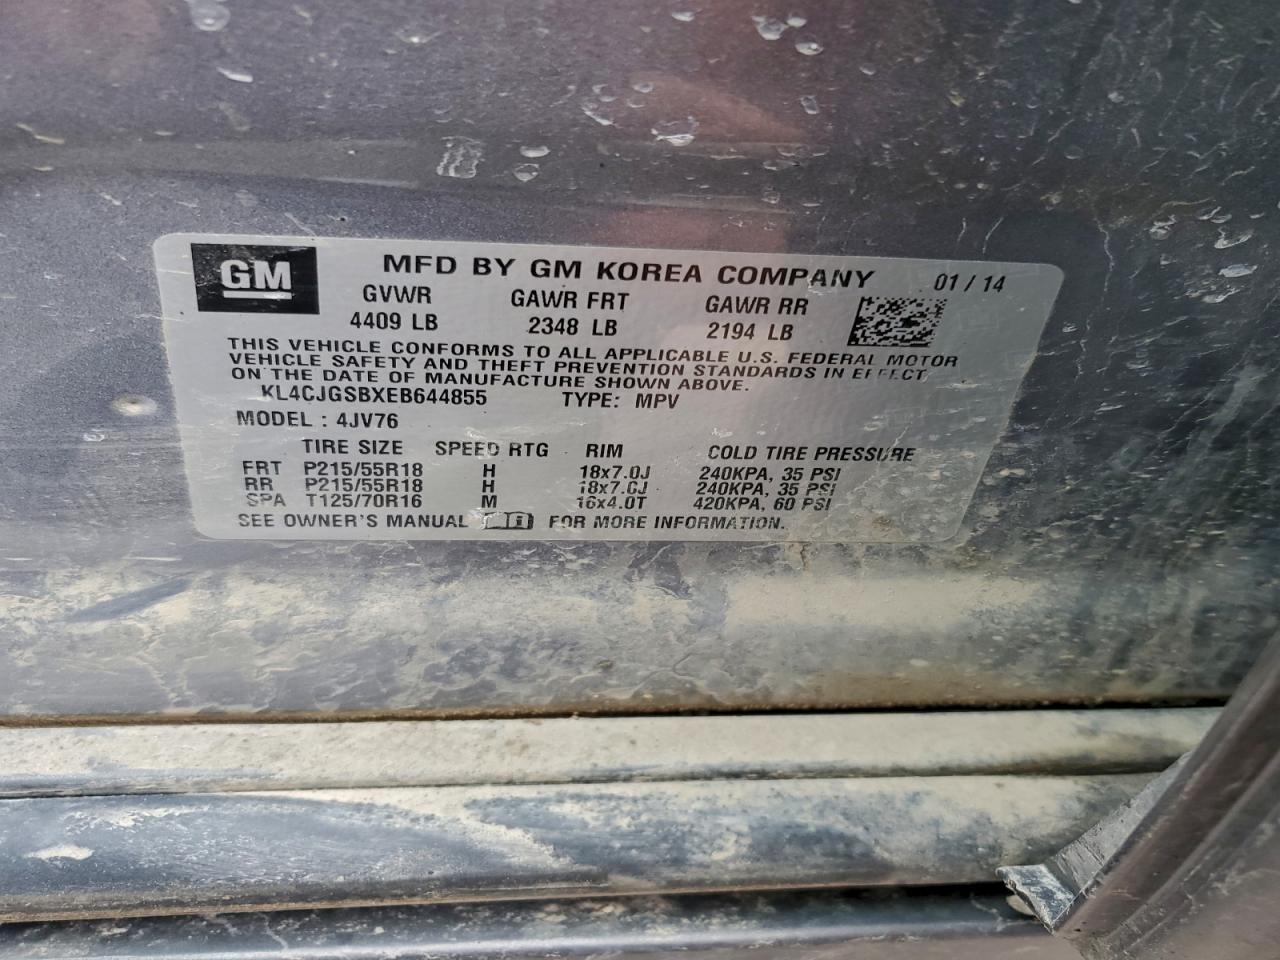 GM MFD BY GM KOREA COMPANY 01 / 14
GVWR GAWR FRT GAWR RR
4409 LB 2348 LB 2194 LB
THIS VEHICLE CONFORMS TO ALL APPLICABLE U.S. FEDERAL MOTOR
VEHICLE SAFETY AND THEFT PREVENTION STANDARDS IN EFFECT
ON THE DATE OF MANUFACTURE SHOWN ABOVE.
KL4CJGSBXEB644855 TYPE: MPV
MODEL : 4JV76
TIRE SIZE SPEED RTG RIM COLD TIRE PRESSURE
FRT P215/55R18 H 18x7.0J 240KPA, 35 PSI
RR P215/55R18 H 18x7.0J 240KPA, 35 PSI
SPA T125/70R16 M 16x4.0T 420KPA, 60 PSI
SEE OWNER'S MANUAL FOR MORE INFORMATION.